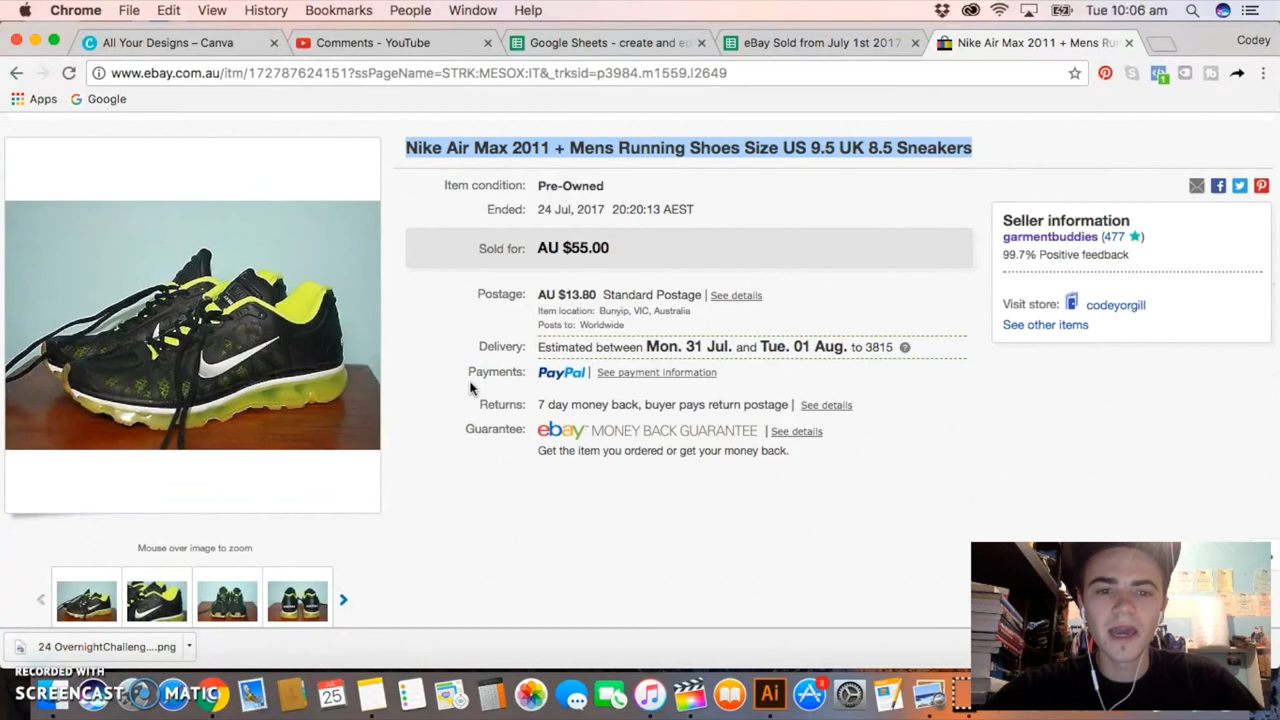 Chrome File Edit View History Bookmarks People Window Help Tue 10:06 am
All Your Designs – Canva × Comments - YouTube × Google Sheets - create and edi × eBay Sold from July 1st 2017 × Nike Air Max 2011 + Mens Run × Codey
www.ebay.com.au/itm/172787624151?ssPageName=STRK:MESOX:IT&_trksid=p3984.m1559.l2649
Apps Google
Nike Air Max 2011 + Mens Running Shoes Size US 9.5 UK 8.5 Sneakers
Item condition: Pre-Owned
Ended: 24 Jul, 2017 20:20:13 AEST
Sold for: AU $55.00
Postage: AU $13.80 Standard Postage | See details
Item location: Bunyip, VIC, Australia
Posts to: Worldwide
Delivery: Estimated between Mon. 31 Jul. and Tue. 01 Aug. to 3815
Payments: PayPal | See payment information
Returns: 7 day money back, buyer pays return postage | See details
Guarantee: ebay MONEY BACK GUARANTEE | See details
Get the item you ordered or get your money back.
Seller information
garmentbuddies (477)
99.7% Positive feedback
Visit store: codeyorgill
See other items
Mouse over image to zoom
24 OvernightChalleng....png
RECORDED WITH
SCREENCAST MATIC
25
Ai
2